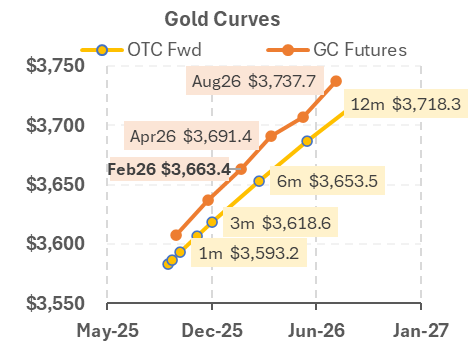 Gold Curves
OTC Fwd GC Futures
$3,750
Aug26 $3,737.7
12m $3,718.3
$3,700
Apr26 $3,691.4
Feb26 $3,663.4
$3,650
6m $3,653.5
3m $3,618.6
$3,600
1m $3,593.2
$3,550
May-25 Dec-25 Jun-26 Jan-27